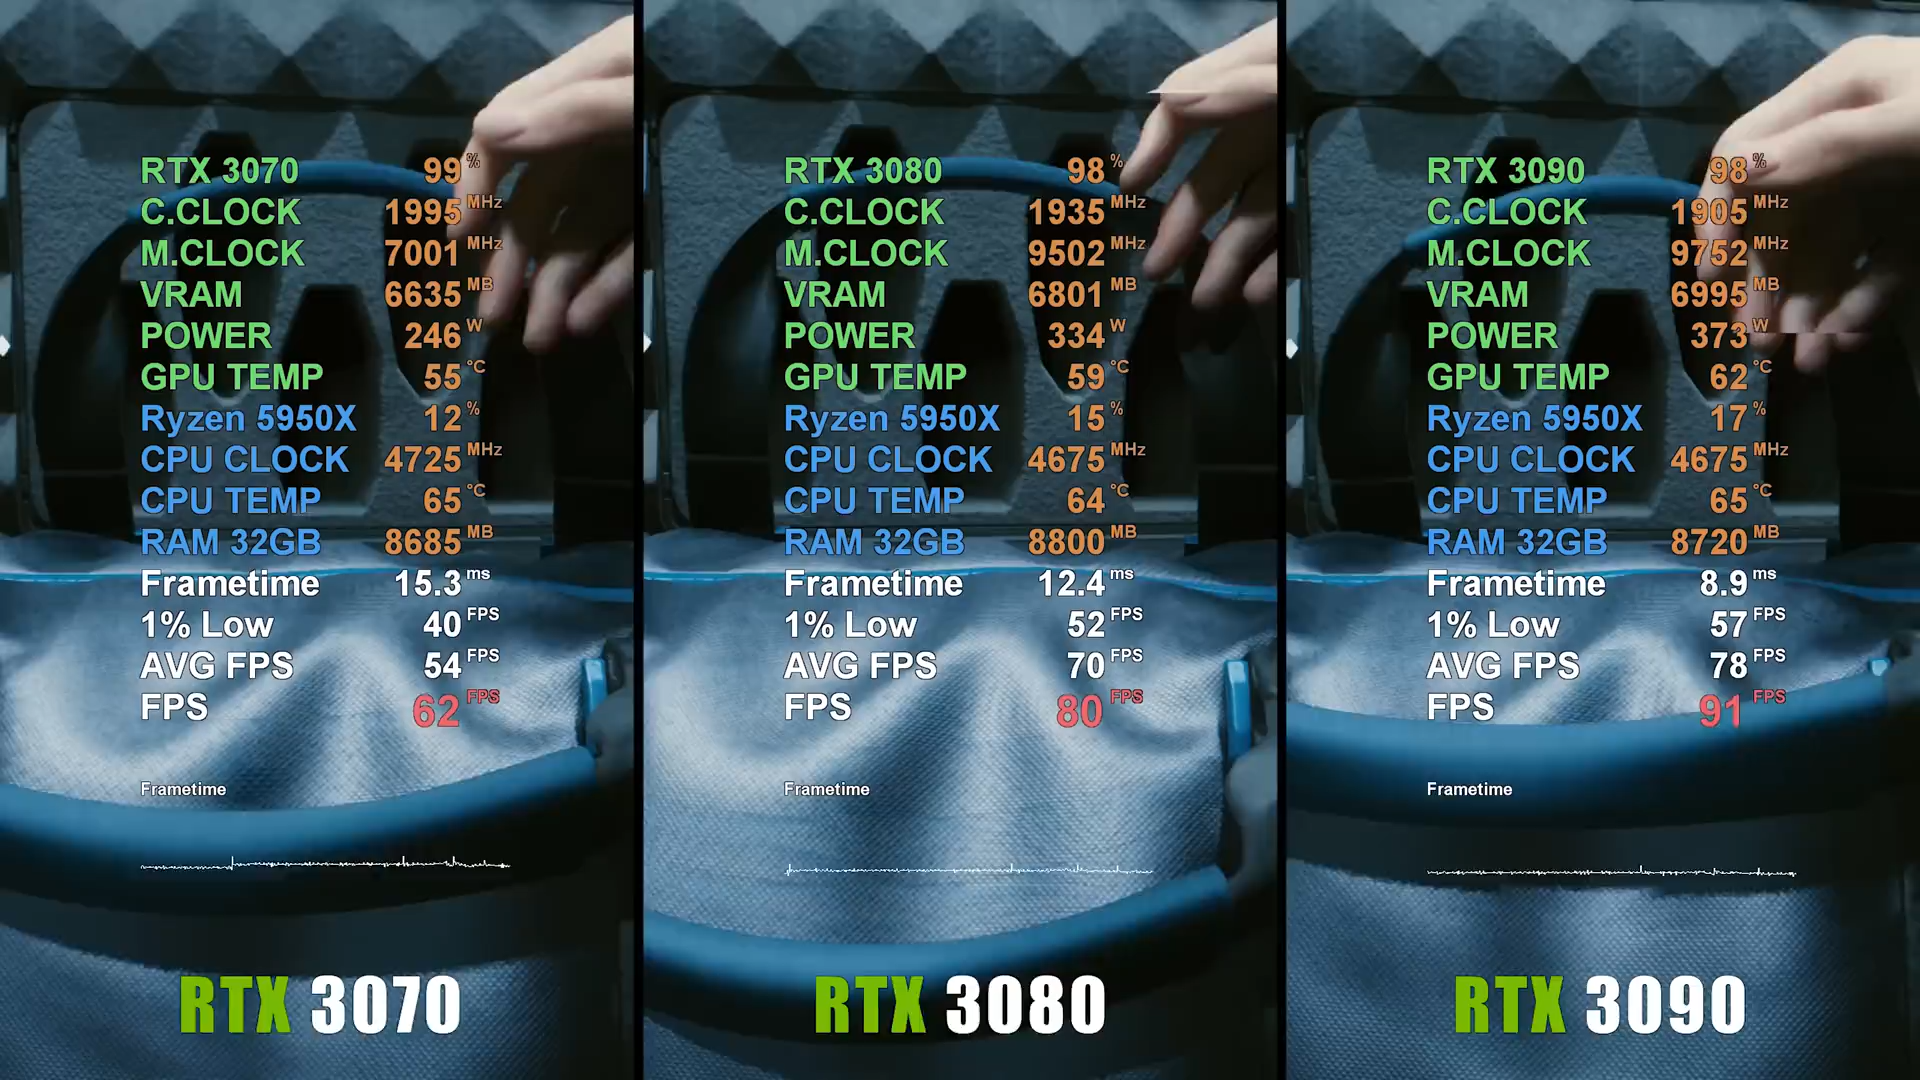 RTX 3070 99 %
C.CLOCK 1995 MHz
M.CLOCK 7001 MHz
VRAM 6635 MB
POWER 246 W
GPU TEMP 55 °C
Ryzen 5950X 12 %
CPU CLOCK 4725 MHz
CPU TEMP 65 °C
RAM 32GB 8685 MB
Frametime 15.3 ms
1% Low 40 FPS
AVG FPS 54 FPS
FPS 62 FPS
Frametime
RTX 3070
RTX 3080 98 %
C.CLOCK 1935 MHz
M.CLOCK 9502 MHz
VRAM 6801 MB
POWER 334 W
GPU TEMP 59 °C
Ryzen 5950X 15 %
CPU CLOCK 4675 MHz
CPU TEMP 64 °C
RAM 32GB 8800 MB
Frametime 12.4 ms
1% Low 52 FPS
AVG FPS 70 FPS
FPS 80 FPS
Frametime
RTX 3080
RTX 3090 98 %
C.CLOCK 1905 MHz
M.CLOCK 9752 MHz
VRAM 6995 MB
POWER 373 W
GPU TEMP 62 °C
Ryzen 5950X 17 %
CPU CLOCK 4675 MHz
CPU TEMP 65 °C
RAM 32GB 8720 MB
Frametime 8.9 ms
1% Low 57 FPS
AVG FPS 78 FPS
FPS 91 FPS
Frametime
RTX 3090